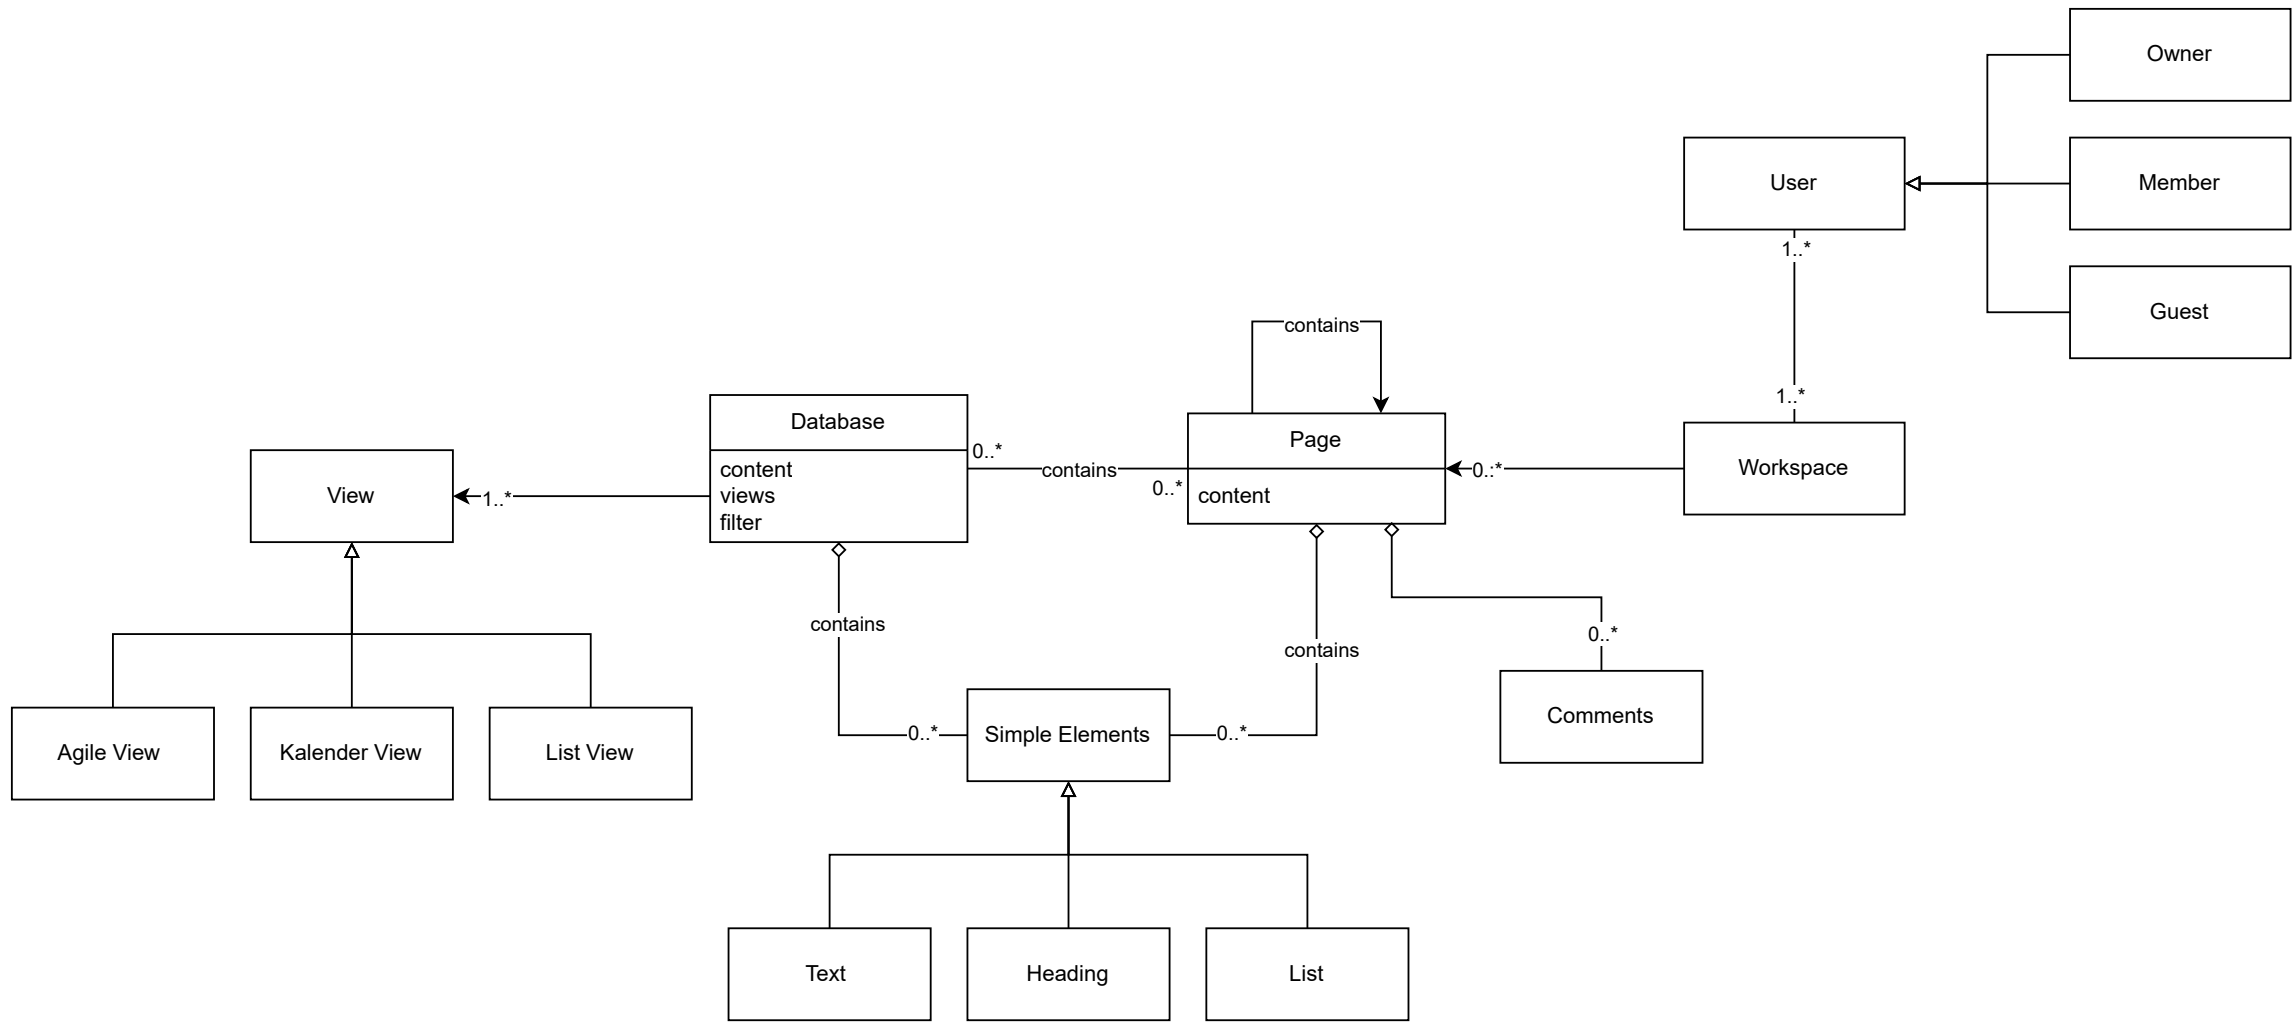 Owner
User
Member
1..*
Guest
contains
1..*
Database
Page
0..*
contains
0.:*
Workspace
content
views
filter
View
1..*
0..*
content
contains
contains
0..*
0..*
Simple Elements
0..*
Comments
Agile View
Kalender View
List View
Text
Heading
List